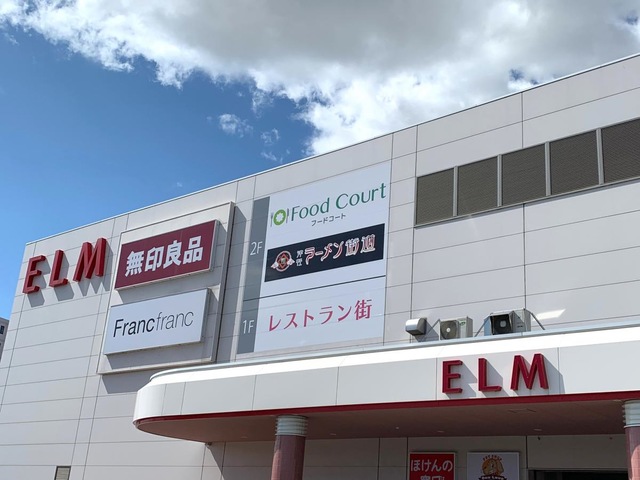 ELM
無印良品
Francfranc
2F
Food Court
フードコート
ラーメン街道
1F
レストラン街
ELM
ほけんの